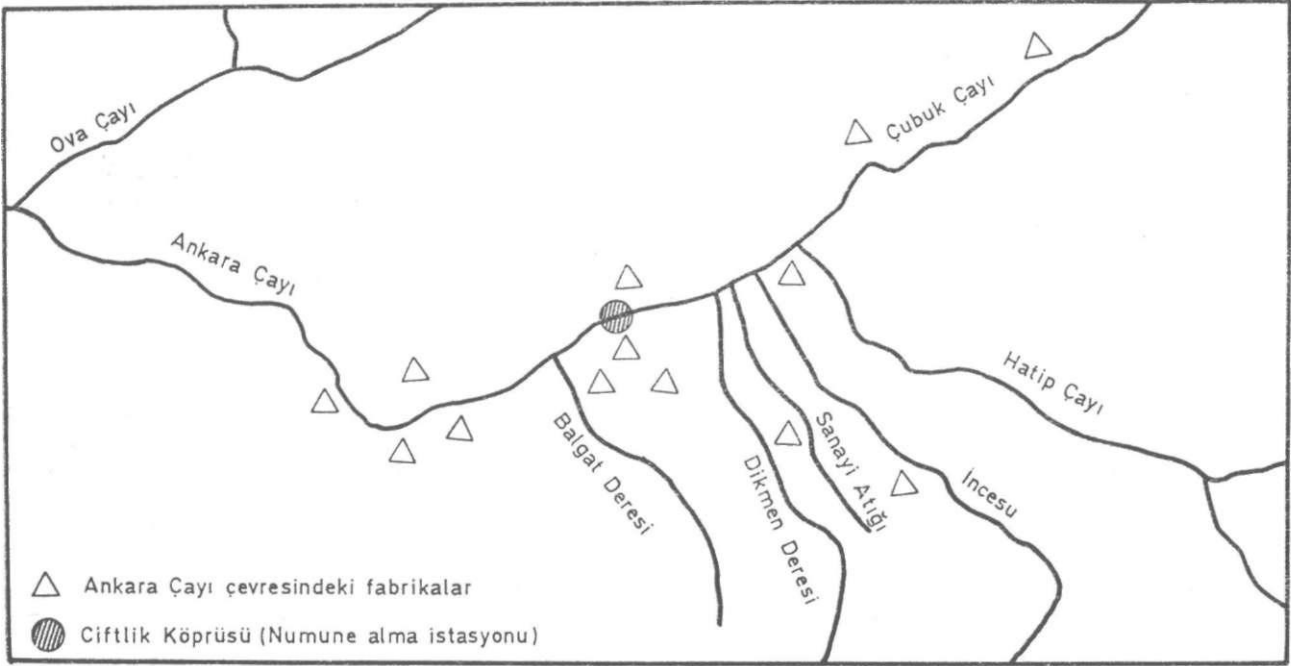 Ova Çayı
Çubuk Çayı
Ankara Çayı
Hatip Çayı
Balgat Deresi
Dikmen Deresi
Sanayi Atığı
İncesu
Ankara Çayı çevresindeki fabrikalar
Ciftlik Köprüsü (Numune alma istasyonu)